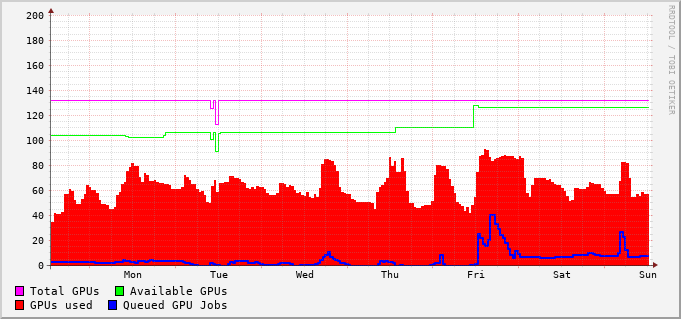 RRDTOOL / TOBI OETIKER
200
180
160
140
120
100
80
60
40
20
0
Mon Tue Wed Thu Fri Sat Sun
Total GPUs Available GPUs
GPUs used Queued GPU Jobs